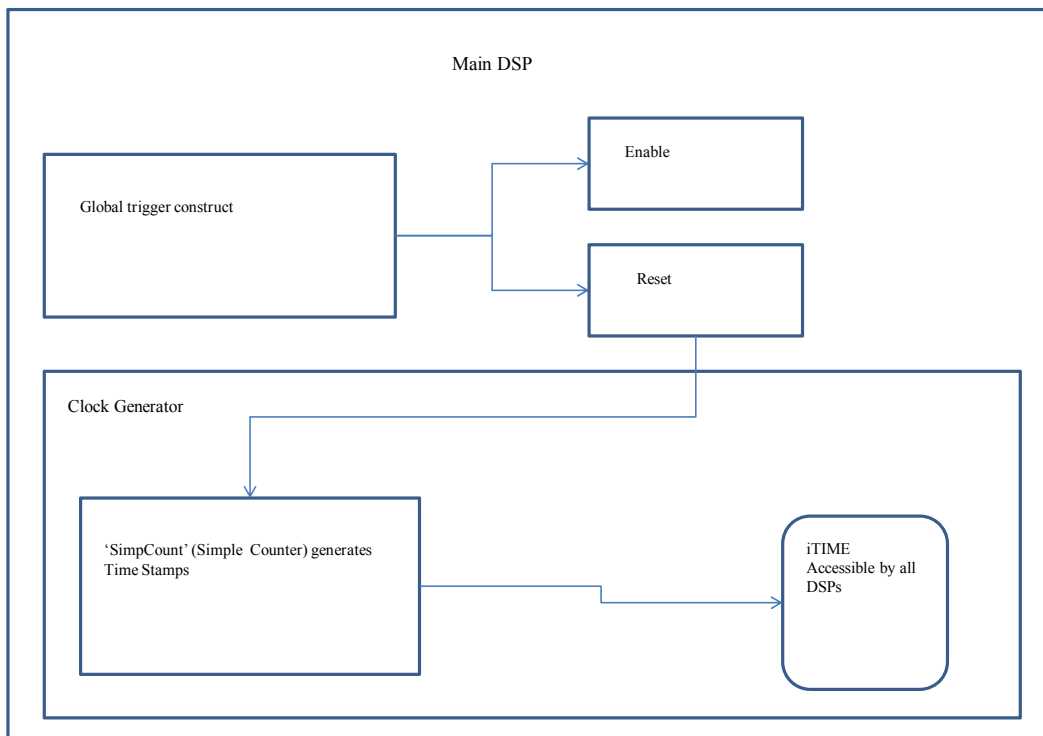 Main DSP
Enable
Global trigger construct
Reset
Clock Generator
‘SimpCount’ (Simple Counter) generates
Time Stamps
iTIME
Accessible by all
DSPs